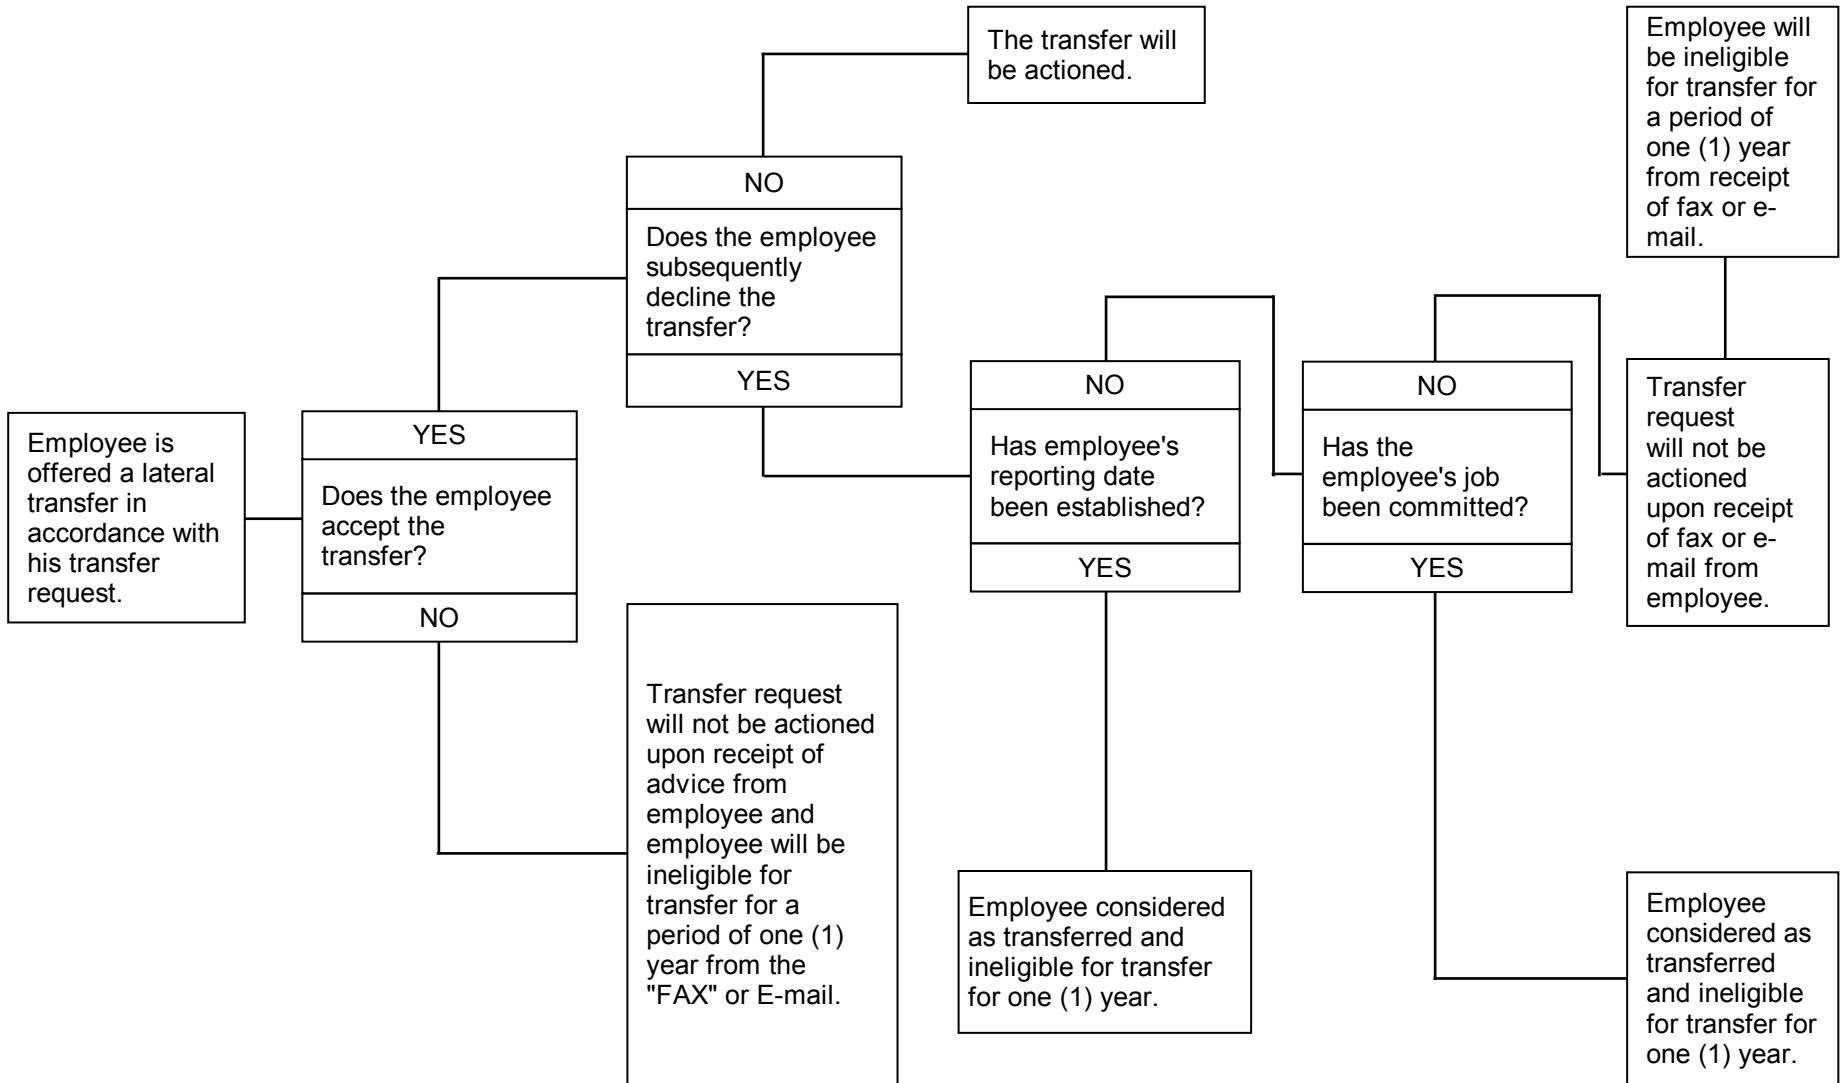 Employee is
offered a lateral
transfer in
accordance with
his transfer
request.
YES
Does the employee
accept the
transfer?
NO
NO
Does the employee
subsequently
decline the
transfer?
YES
Transfer request
will not be actioned
upon receipt of
advice from
employee and
employee will be
ineligible for
transfer for a
period of one (1)
year from the
"FAX" or E-mail.
The transfer will
be actioned.
NO
Has employee's
reporting date
been established?
YES
Employee considered
as transferred and
ineligible for transfer
for one (1) year.
NO
Has the
employee's job
been committed?
YES
Employee will
be ineligible
for transfer for
a period of
one (1) year
from receipt
of fax or e-
mail.
Transfer
request
will not be
actioned
upon receipt
of fax or e-
mail from
employee.
Employee
considered as
transferred
and ineligible
for transfer for
one (1) year.